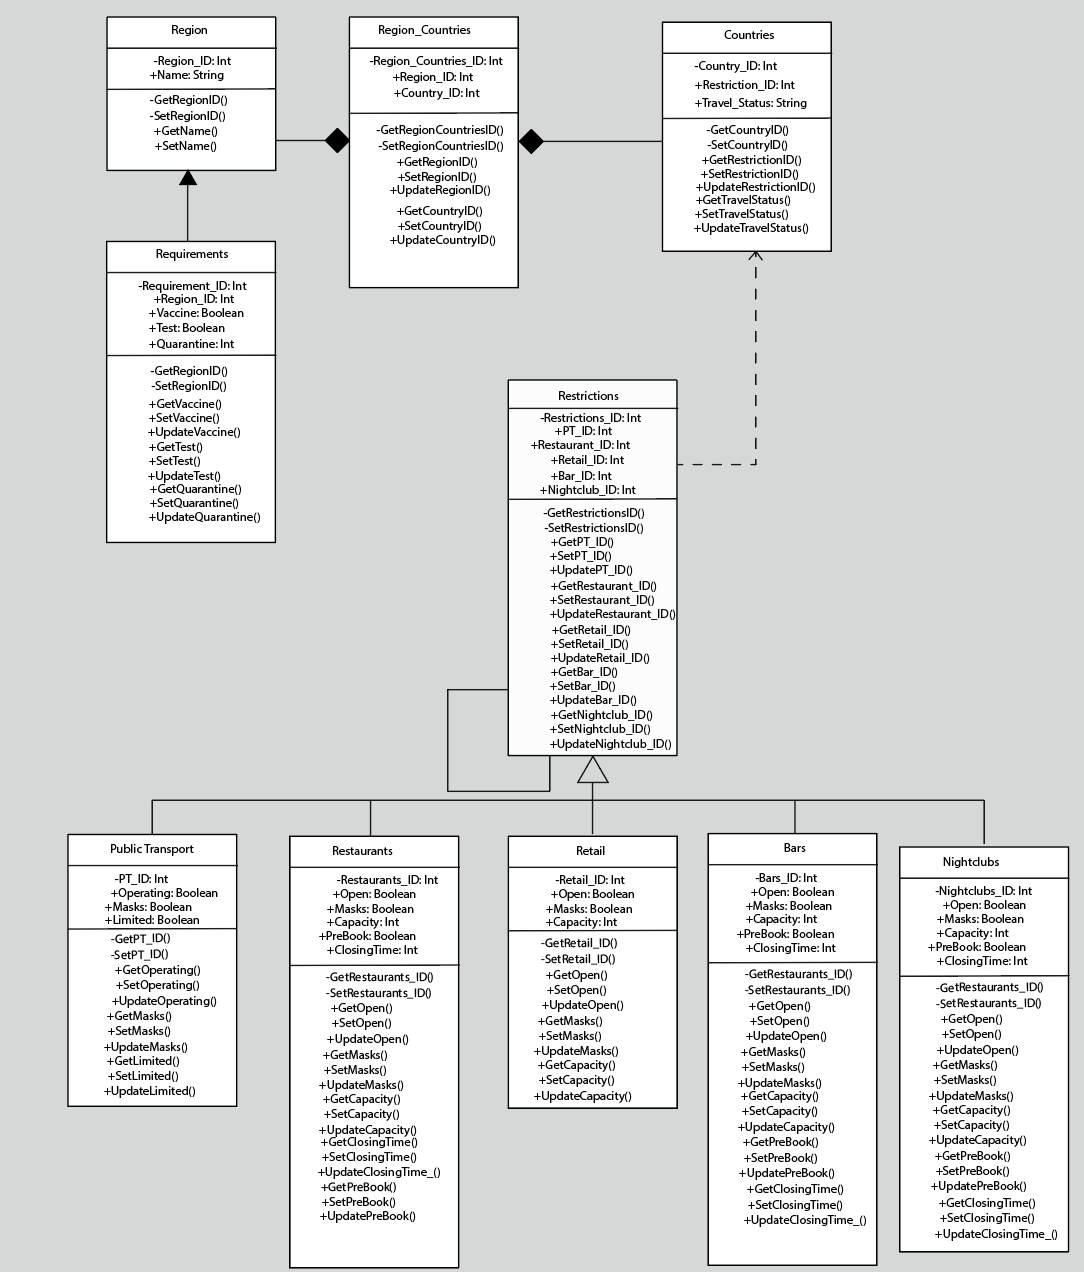 Region
-Region_ID: Int
+Name: String
-GetRegionID()
-SetRegionID()
+GetName()
+SetName()
Region_Countries
-Region_Countries_ID: Int
+Region_ID: Int
+Country_ID: Int
-GetRegionCountriesID()
-SetRegionCountriesID()
+GetRegionID()
+SetRegionID()
+UpdateRegionID()
+GetCountryID()
+SetCountryID()
+UpdateCountryID()
Countries
-Country_ID: Int
+Restriction_ID: Int
+Travel_Status: String
-GetCountryID()
-SetCountryID()
+GetRestrictionID()
+SetRestrictionID()
+UpdateRestrictionID()
+GetTravelStatus()
+SetTravelStatus()
+UpdateTravelStatus()
Requirements
-Requirement_ID: Int
+Region_ID: Int
+Vaccine: Boolean
+Test: Boolean
+Quarantine: Int
-GetRegionID()
-SetRegionID()
+GetVaccine()
+SetVaccine()
+UpdateVaccine()
+GetTest()
+SetTest()
+UpdateTest()
+GetQuarantine()
+SetQuarantine()
+UpdateQuarantine()
Restrictions
-Restrictions_ID: Int
+PT_ID: Int
+Restaurant_ID: Int
+Retail_ID: Int
+Bar_ID: Int
+Nightclub_ID: Int
-GetRestrictionsID()
-SetRestrictionsID()
+GetPT_ID()
+SetPT_ID()
+UpdatePT_ID()
+GetRestaurant_ID()
+SetRestaurant_ID()
+UpdateRestaurant_ID()
+GetRetail_ID()
+SetRetail_ID()
+UpdateRetail_ID()
+GetBar_ID()
+SetBar_ID()
+UpdateBar_ID()
+GetNightclub_ID()
+SetNightclub_ID()
+UpdateNightclub_ID()
Public Transport
-PT_ID: Int
+Operating: Boolean
+Masks: Boolean
+Limited: Boolean
-GetPT_ID()
-SetPT_ID()
+GetOperating()
+SetOperating()
+UpdateOperating()
+GetMasks()
+SetMasks()
+UpdateMasks()
+GetLimited()
+SetLimited()
+UpdateLimited()
Restaurants
-Restaurants_ID: Int
+Open: Boolean
+Masks: Boolean
+Capacity: Int
+PreBook: Boolean
+ClosingTime: Int
-GetRestaurants_ID()
-SetRestaurants_ID()
+GetOpen()
+SetOpen()
+UpdateOpen()
+GetMasks()
+SetMasks()
+UpdateMasks()
+GetCapacity()
+SetCapacity()
+UpdateCapacity()
+GetClosingTime()
+SetClosingTime()
+UpdateClosingTime_()
+GetPreBook()
+SetPreBook()
+UpdatePreBook()
Retail
-Retail_ID: Int
+Open: Boolean
+Masks: Boolean
+Capacity: Int
-GetRetail_ID()
-SetRetail_ID()
+GetOpen()
+SetOpen()
+UpdateOpen()
+GetMasks()
+SetMasks()
+UpdateMasks()
+GetCapacity()
+SetCapacity()
+UpdateCapacity()
Bars
-Bars_ID: Int
+Open: Boolean
+Masks: Boolean
+Capacity: Int
+PreBook: Boolean
+ClosingTime: Int
-GetRestaurants_ID()
-SetRestaurants_ID()
+GetOpen()
+SetOpen()
+UpdateOpen()
+GetMasks()
+SetMasks()
+UpdateMasks()
+GetCapacity()
+SetCapacity()
+UpdateCapacity()
+GetPreBook()
+SetPreBook()
+UpdatePreBook()
+GetClosingTime()
+SetClosingTime()
+UpdateClosingTime_()
Nightclubs
-Nightclubs_ID: Int
+Open: Boolean
+Masks: Boolean
+Capacity: Int
+PreBook: Boolean
+ClosingTime: Int
-GetRestaurants_ID()
-SetRestaurants_ID()
+GetOpen()
+SetOpen()
+UpdateOpen()
+GetMasks()
+SetMasks()
+UpdateMasks()
+GetCapacity()
+SetCapacity()
+UpdateCapacity()
+GetPreBook()
+SetPreBook()
+UpdatePreBook()
+GetClosingTime()
+SetClosingTime()
+UpdateClosingTime_()